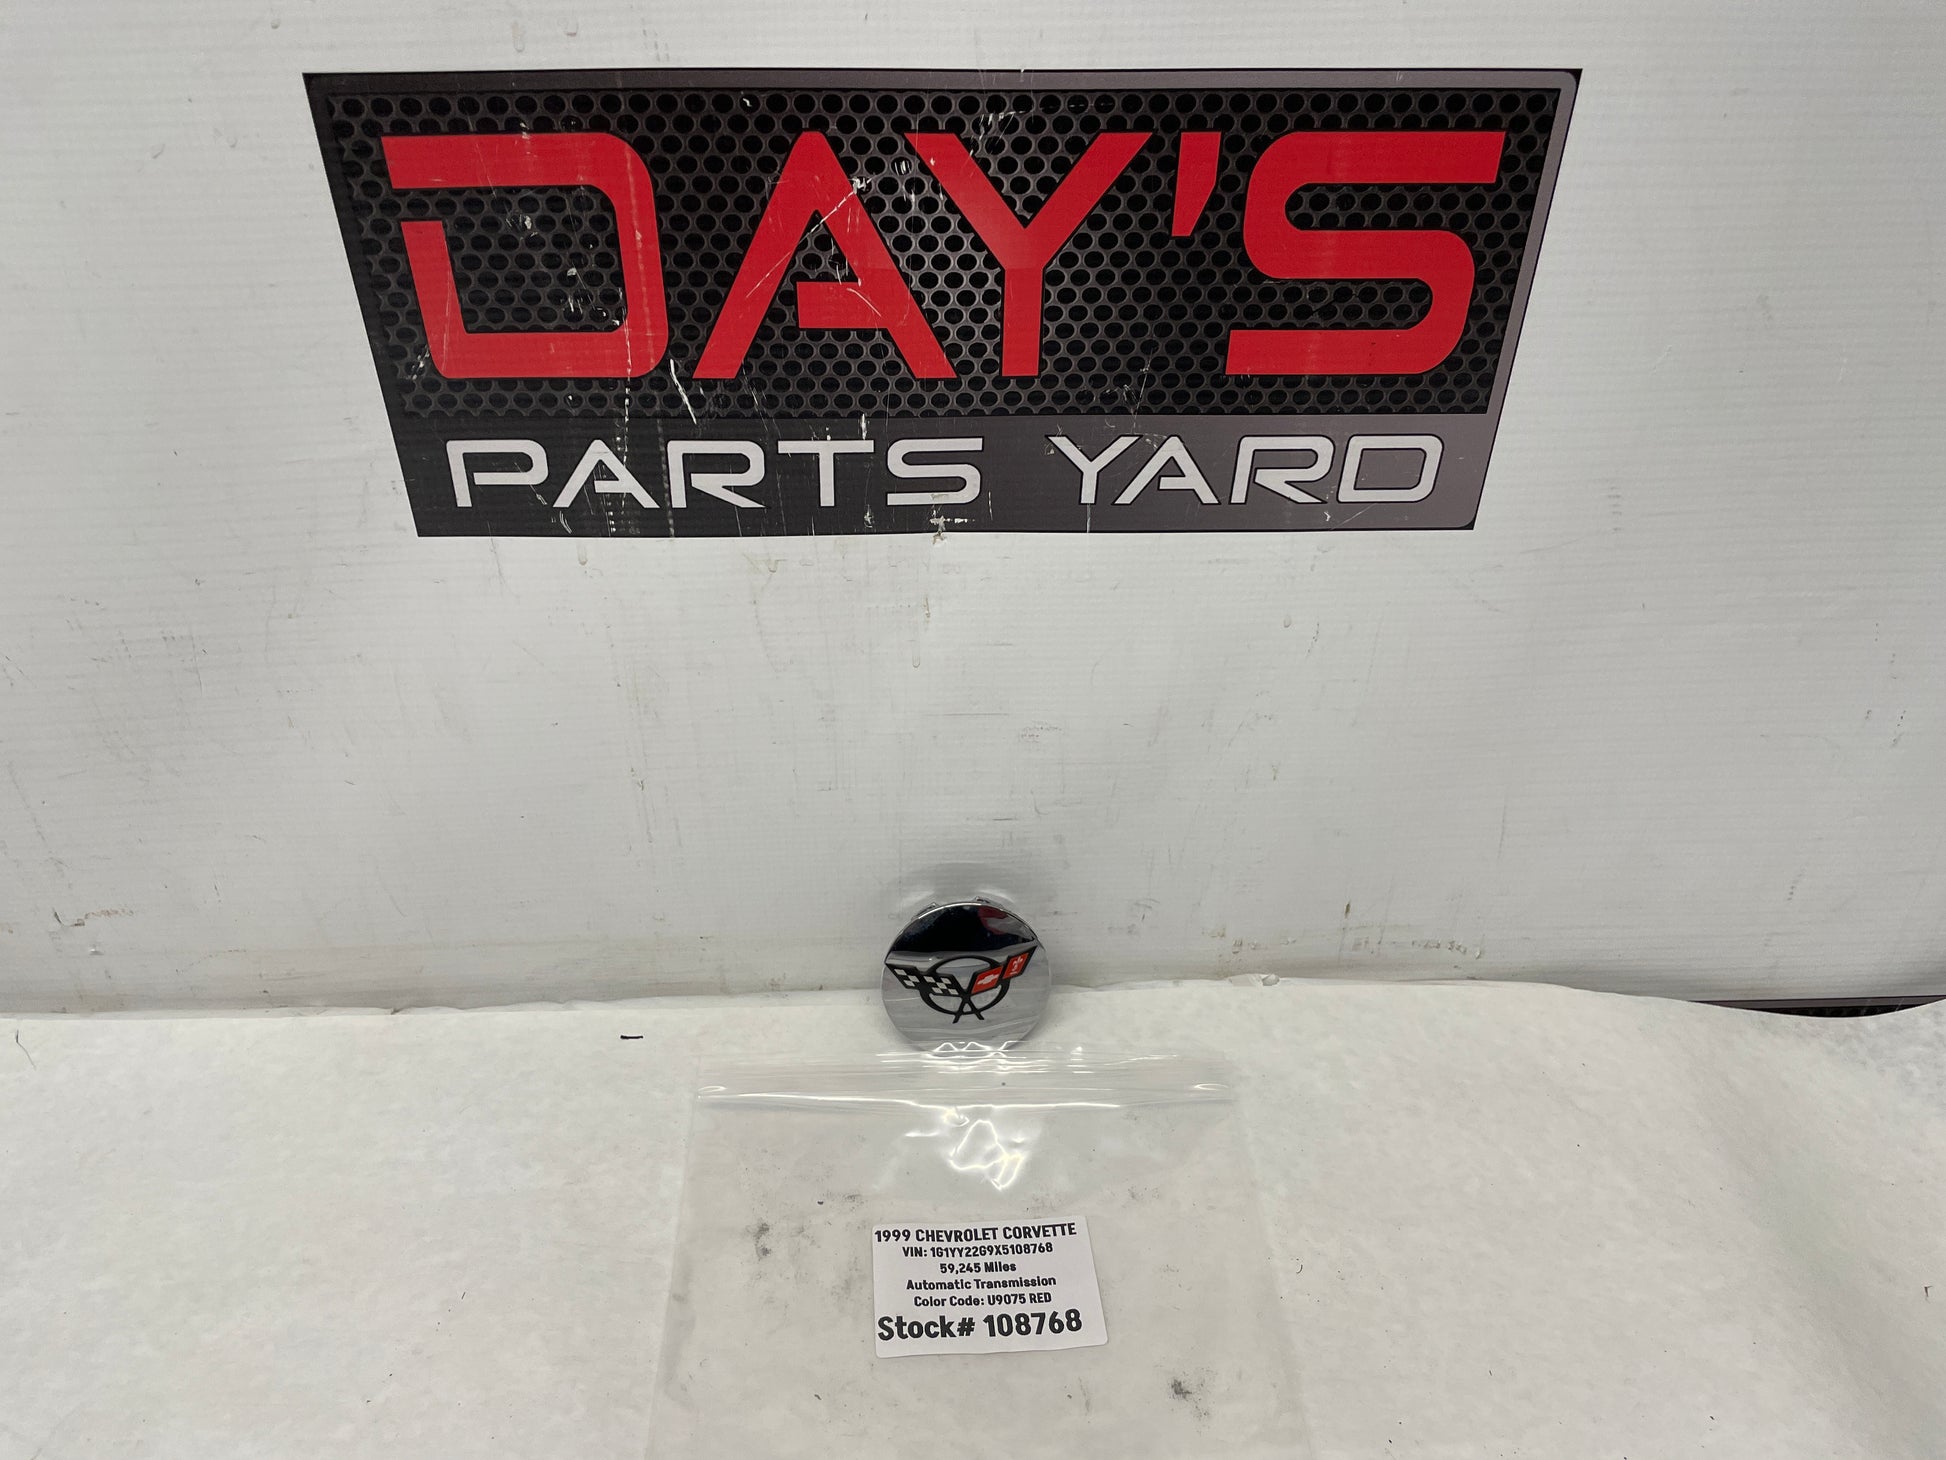 DAY'S
PARTS YARD
1999 CHEVROLET CORVETTE
VIN: 1G1YY22G9X5108768
59,245 Miles
Automatic Transmission
Color Code: U9075 RED
Stock# 108768